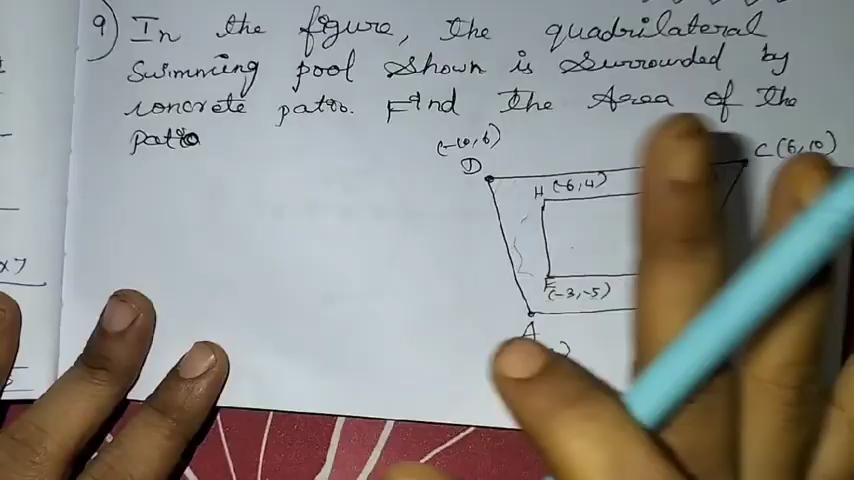 9) In the figure, the quadrilateral
swimming pool shown is surrounded by
concrete patio. Find the Area of the
patio
(-10,6)
D
C (6,10)
H (-6,4)
E
(-3,-5)
A
×7